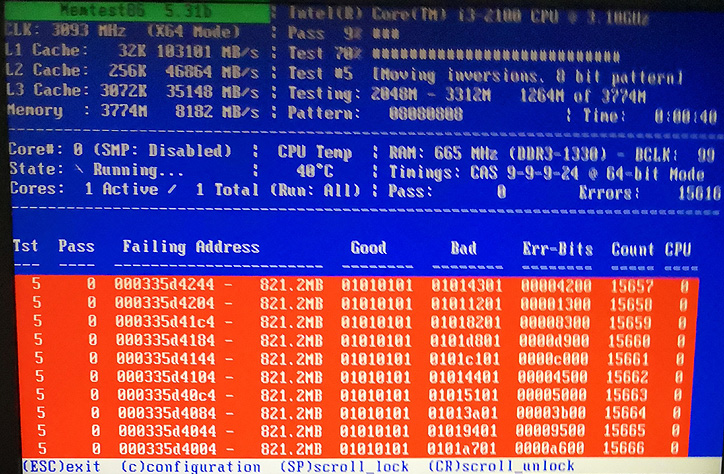 Memtest86 5.31b ¦ Intel(R) Core(TM) i3-2100 CPU @ 3.10GHz
CLK: 3093 MHz (X64 Mode) ¦ Pass 9% ###
L1 Cache: 32K 103101 MB/s ¦ Test 70% ###########################
L2 Cache: 256K 46864 MB/s ¦ Test #5 [Moving inversions, 8 bit pattern]
L3 Cache: 3072K 35148 MB/s ¦ Testing: 2048M - 3312M 1264M of 3774M
Memory : 3774M 8182 MB/s ¦ Pattern: 08080808 ¦ Time: 0:00:40
Core#: 0 (SMP: Disabled) ¦ CPU Temp ¦ RAM: 665 MHz (DDR3-1330) - BCLK: 99
State: \ Running... ¦ 40°C ¦ Timings: CAS 9-9-9-24 @ 64-bit Mode
Cores: 1 Active / 1 Total (Run: All) ¦ Pass: 0 Errors: 15616
Tst Pass Failing Address Good Bad Err-Bits Count CPU
5 0 000335d4244 - 821.2MB 01010101 01014301 00004200 15657 0
5 0 000335d4204 - 821.2MB 01010101 01011201 00001300 15658 0
5 0 000335d41c4 - 821.2MB 01010101 01018201 00008300 15659 0
5 0 000335d4184 - 821.2MB 01010101 0101d801 0000d900 15660 0
5 0 000335d4144 - 821.2MB 01010101 0101c101 0000c000 15661 0
5 0 000335d4104 - 821.2MB 01010101 01014401 00004500 15662 0
5 0 000335d40c4 - 821.2MB 01010101 01015101 00005000 15663 0
5 0 000335d4084 - 821.2MB 01010101 01013a01 00003b00 15664 0
5 0 000335d4044 - 821.2MB 01010101 01019401 00009500 15665 0
5 0 000335d4004 - 821.2MB 01010101 0101a701 0000a600 15666 0
(ESC)exit (c)configuration (SP)scroll_lock (CR)scroll_unlock